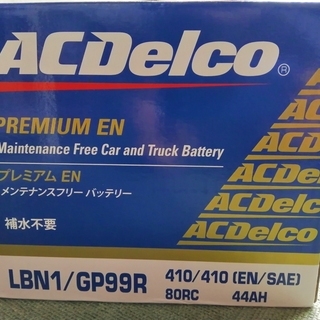 ACDelco®
PREMIUM EN
Maintenance Free Car and Truck Battery
プレミアム EN
メンテナンスフリー バッテリー
補水不要
ACDelco
ACDelco
ACDelco
ACDelco
ACDelco
LBN1/GP99R
410/410 (EN/SAE)
80RC 44AH